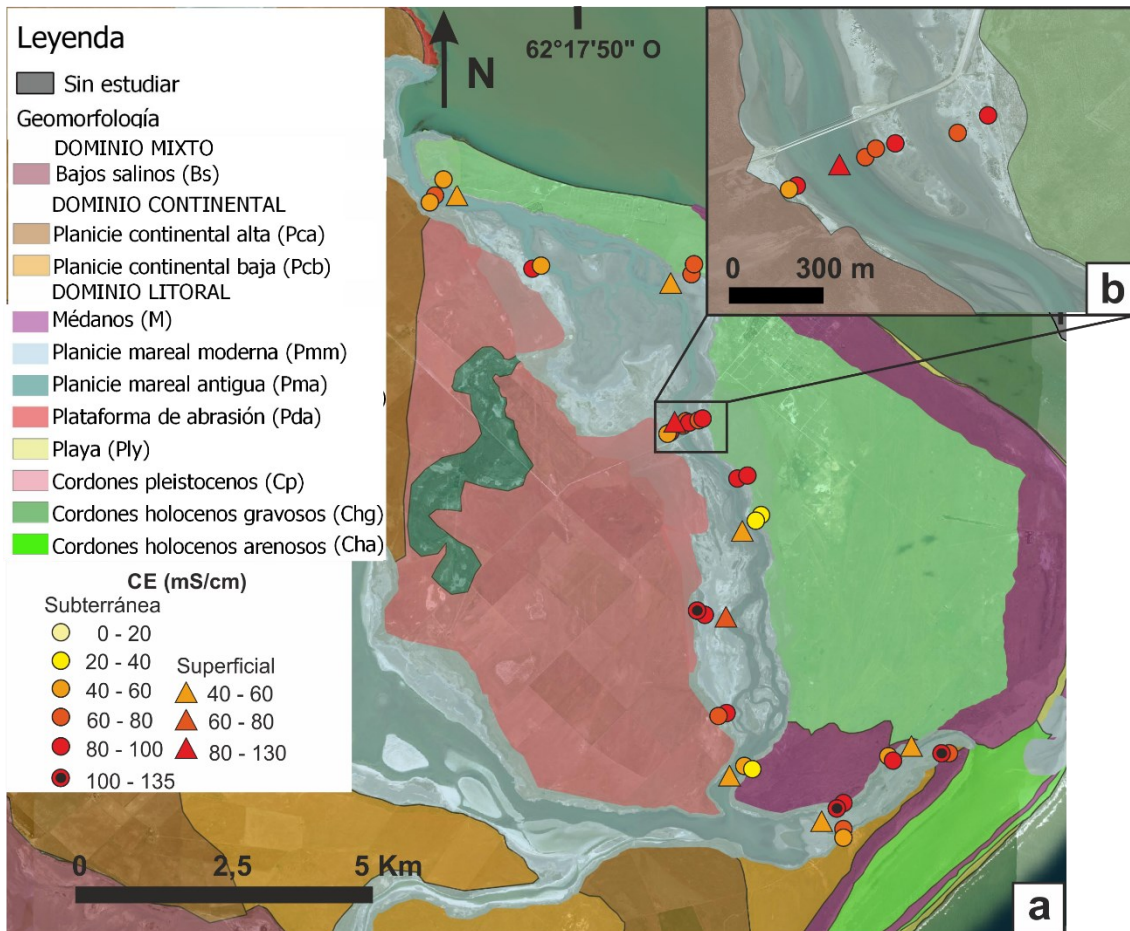 Leyenda
Sin estudiar
Geomorfología
DOMINIO MIXTO
Bajos salinos (Bs)
DOMINIO CONTINENTAL
Planicie continental alta (Pca)
Planicie continental baja (Pcb)
DOMINIO LITORAL
Médanos (M)
Planicie mareal moderna (Pmm)
Planicie mareal antigua (Pma)
Plataforma de abrasión (Pda)
Playa (Ply)
Cordones pleistocenos (Cp)
Cordones holocenos gravosos (Chg)
Cordones holocenos arenosos (Cha)
CE (mS/cm)
Subterránea
0 - 20
20 - 40
40 - 60
60 - 80
80 - 100
100 - 135
Superficial
40 - 60
60 - 80
80 - 130
N
62°17'50" O
0 300 m
b
0 2,5 5 Km
a